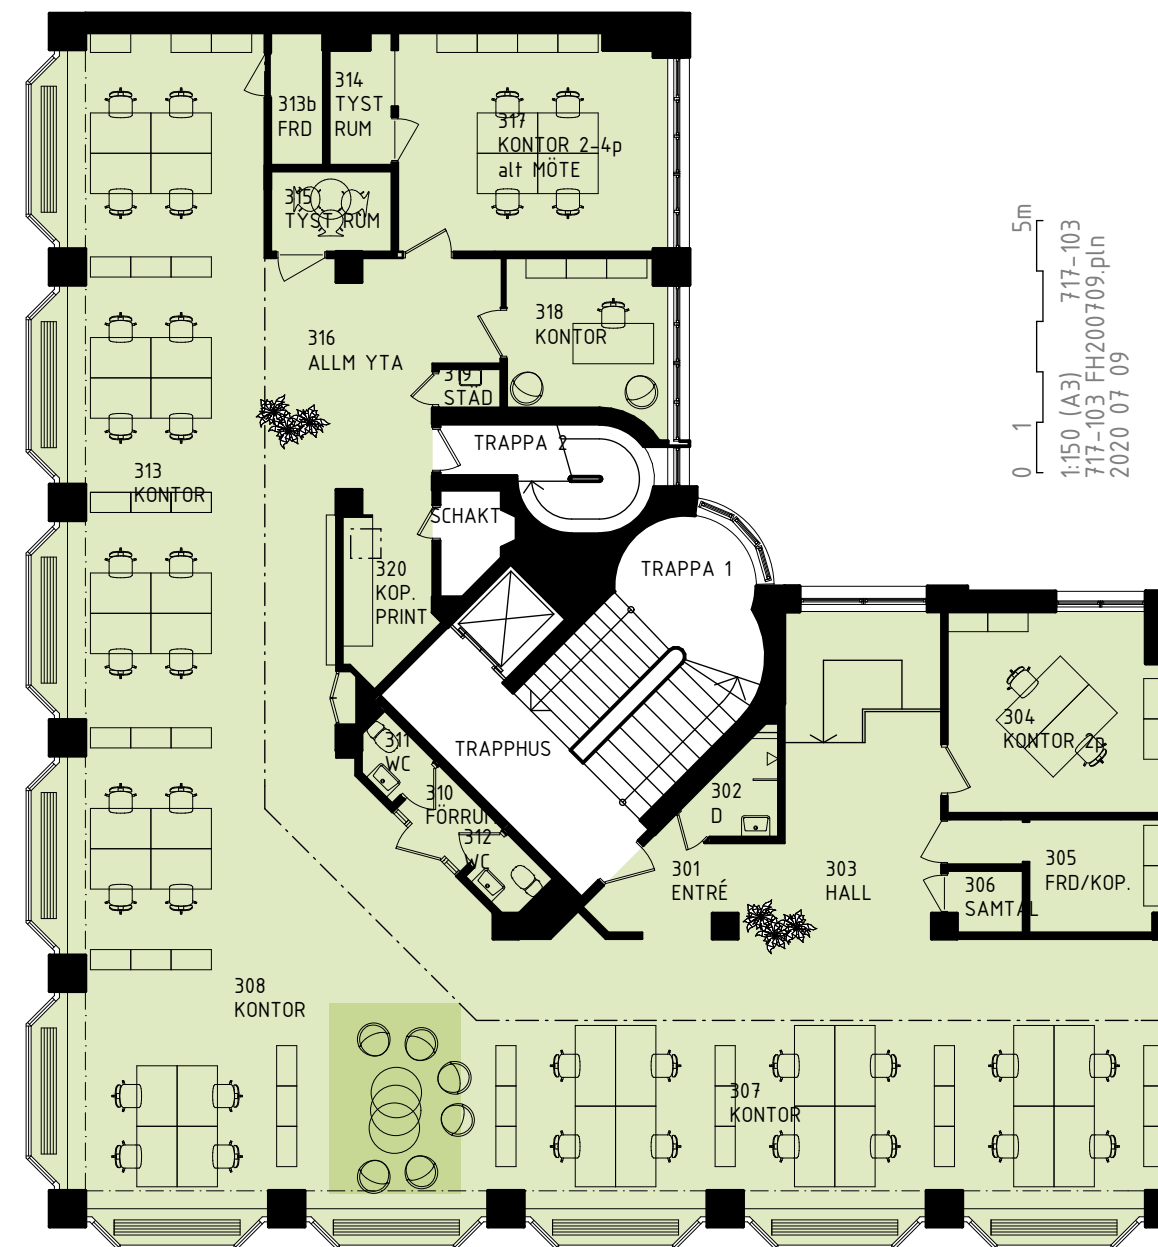 313b
FRD
314
TYST
RUM
317
KONTOR 2-4p
alt MÖTE
315
TYST RUM
316
ALLM YTA
318
KONTOR
319
STÄD
TRAPPA 2
313
KONTOR
SCHAKT
320
KOP.
PRINT
TRAPPA 1
311
WC
TRAPPHUS
310
FÖRRUM
312
WC
302
D
304
KONTOR 2p
301
ENTRÉ
303
HALL
305
FRD/KOP.
306
SAMTAL
308
KONTOR
307
KONTOR
0 1 5m
1:150 (A3) 717-103
717-103 FH200709.pln
2020 07 09